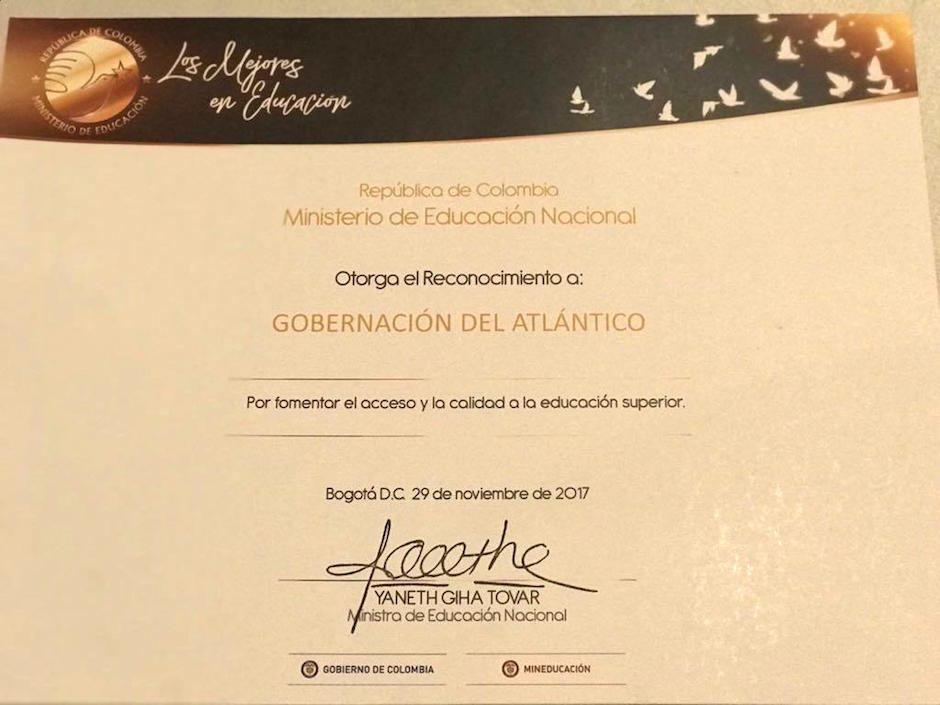 REPÚBLICA DE COLOMBIA
MINISTERIO DE EDUCACIÓN
Los Mejores
en Educación
República de Colombia
Ministerio de Educación Nacional
Otorga el Reconocimiento a:
GOBERNACIÓN DEL ATLÁNTICO
Por fomentar el acceso y la calidad a la educación superior.
Bogotá D.C. 29 de noviembre de 2017
YANETH GIHA TOVAR
Ministra de Educación Nacional
GOBIERNO DE COLOMBIA
MINEDUCACIÓN